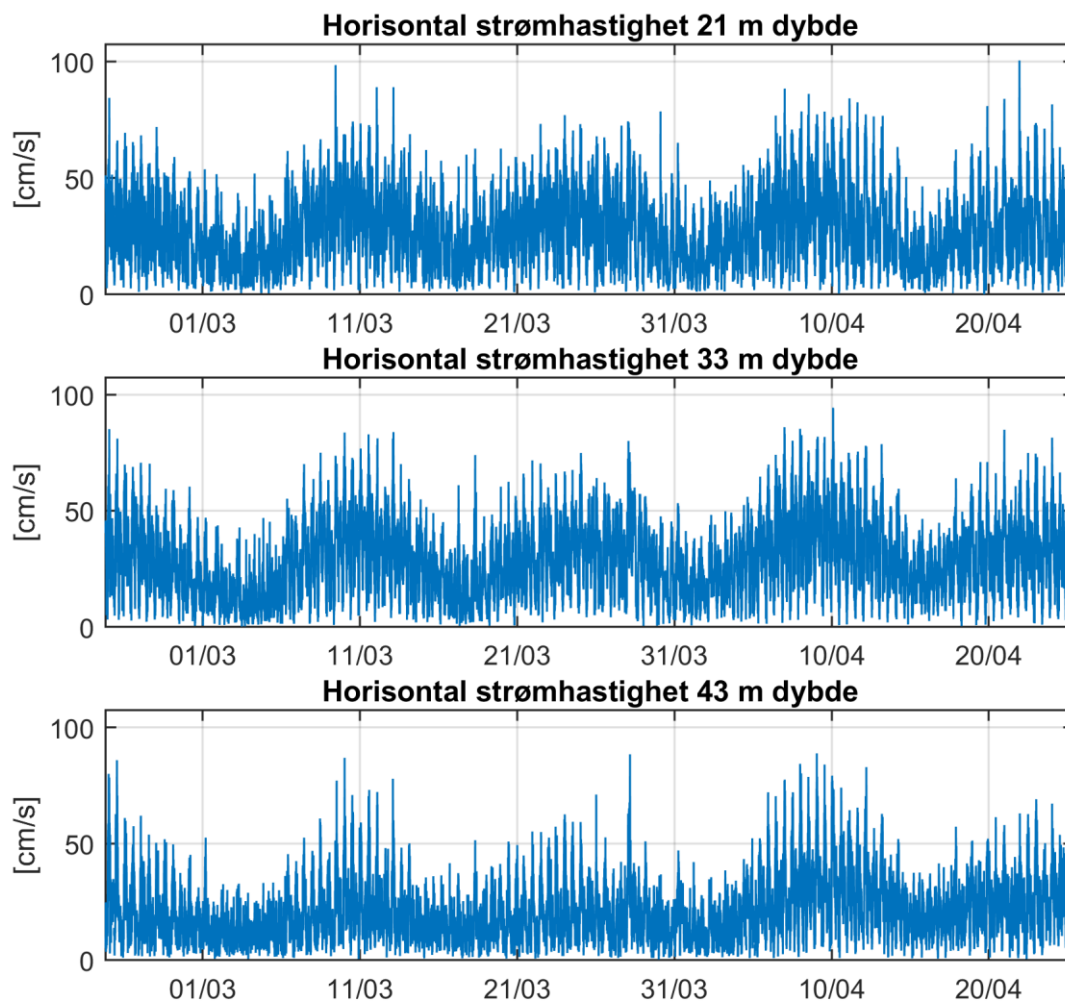 Horisontal strømhastighet 21 m dybde
100
50
0
[cm/s]
01/03 11/03 21/03 31/03 10/04 20/04
Horisontal strømhastighet 33 m dybde
100
50
0
[cm/s]
01/03 11/03 21/03 31/03 10/04 20/04
Horisontal strømhastighet 43 m dybde
100
50
0
[cm/s]
01/03 11/03 21/03 31/03 10/04 20/04